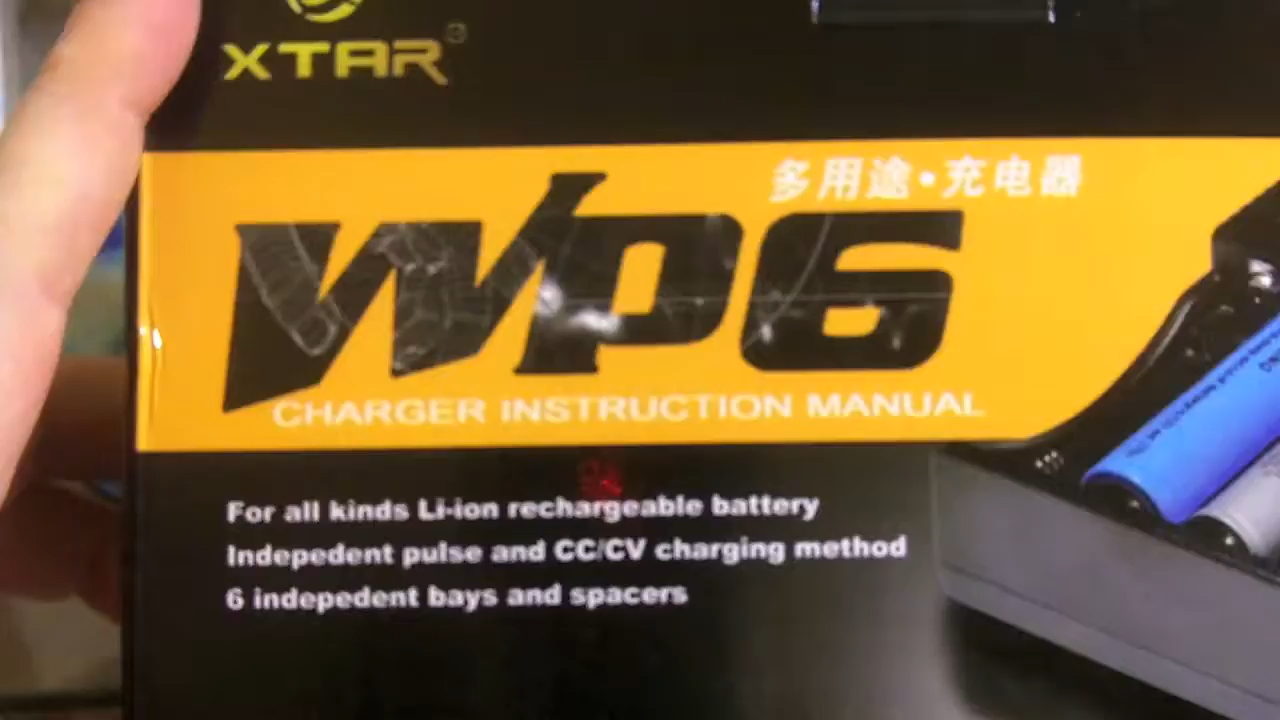 XTAR
多用途·充电器
WP6
CHARGER INSTRUCTION MANUAL
For all kinds Li-ion rechargeable battery
Indepedent pulse and CC/CV charging method
6 indepedent bays and spacers